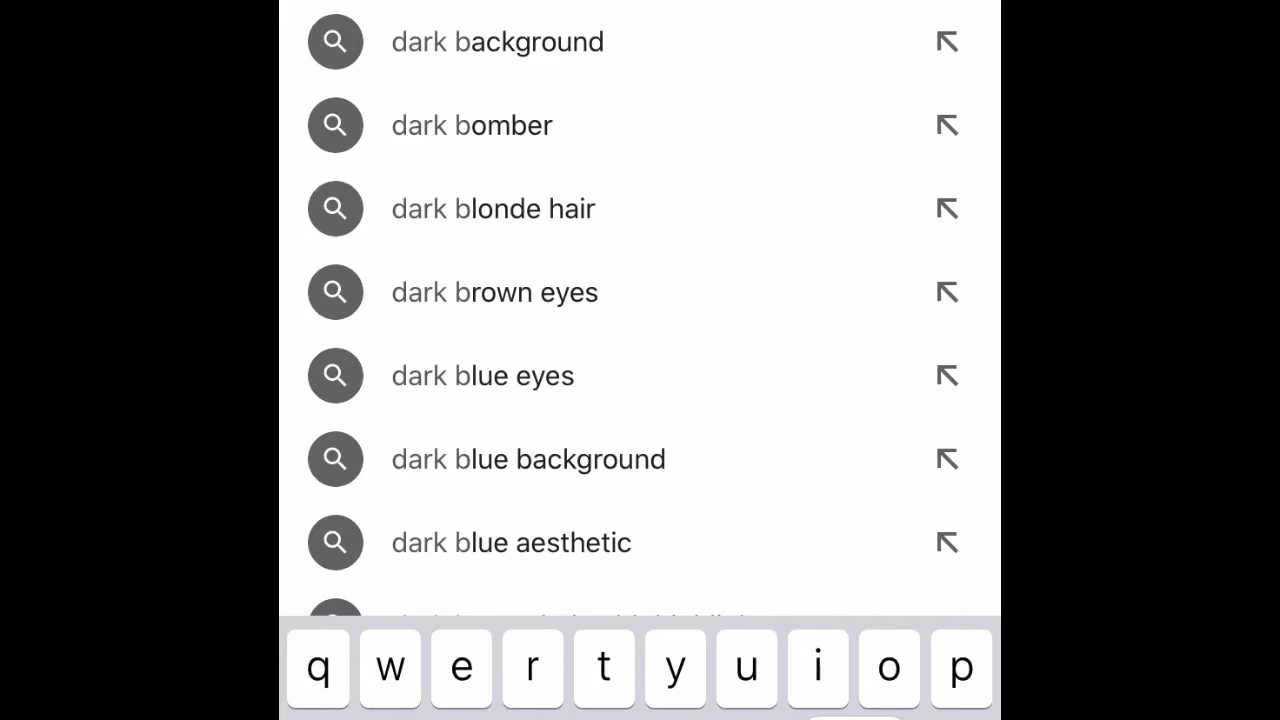 dark background
dark bomber
dark blonde hair
dark brown eyes
dark blue eyes
dark blue background
dark blue aesthetic
q w e r t y u i o p